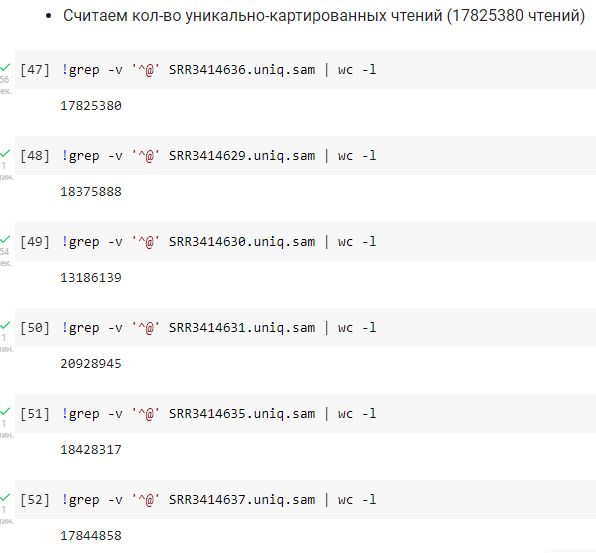 • Считаем кол-во уникально-картированных чтений (17825380 чтений)
56 сек.
[47] !grep -v '^@' SRR3414636.uniq.sam | wc -l
17825380
1 мин.
[48] !grep -v '^@' SRR3414629.uniq.sam | wc -l
18375888
54 сек.
[49] !grep -v '^@' SRR3414630.uniq.sam | wc -l
13186139
1 мин.
[50] !grep -v '^@' SRR3414631.uniq.sam | wc -l
20928945
1 мин.
[51] !grep -v '^@' SRR3414635.uniq.sam | wc -l
18428317
1 мин.
[52] !grep -v '^@' SRR3414637.uniq.sam | wc -l
17844858